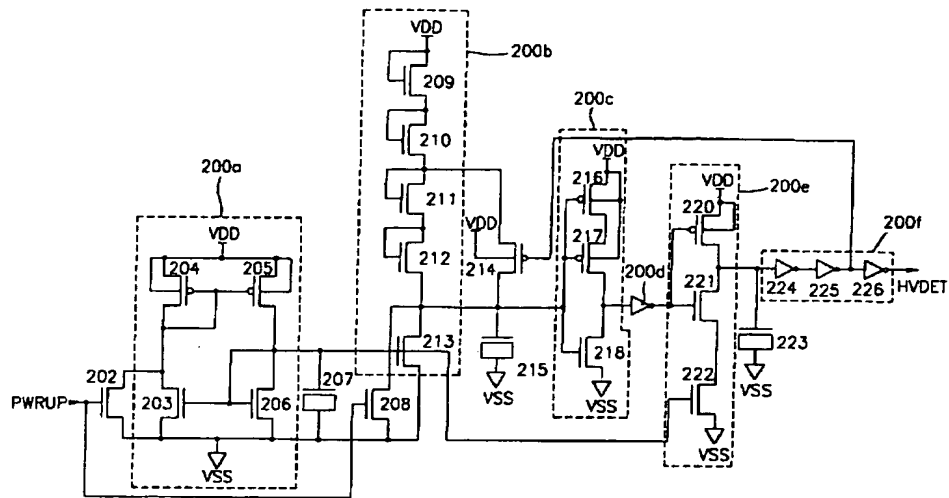 VDD
200b
209
200c
210
VDD
200a
216
VDD
200e
211
220
VDD
VDD
217
200f
204
205
212
214
200d
221
224
225
226
HVDET
213
218
202
207
215
222
223
PWRUP
203
206
208
VSS
VSS
VSS
VSS
VSS